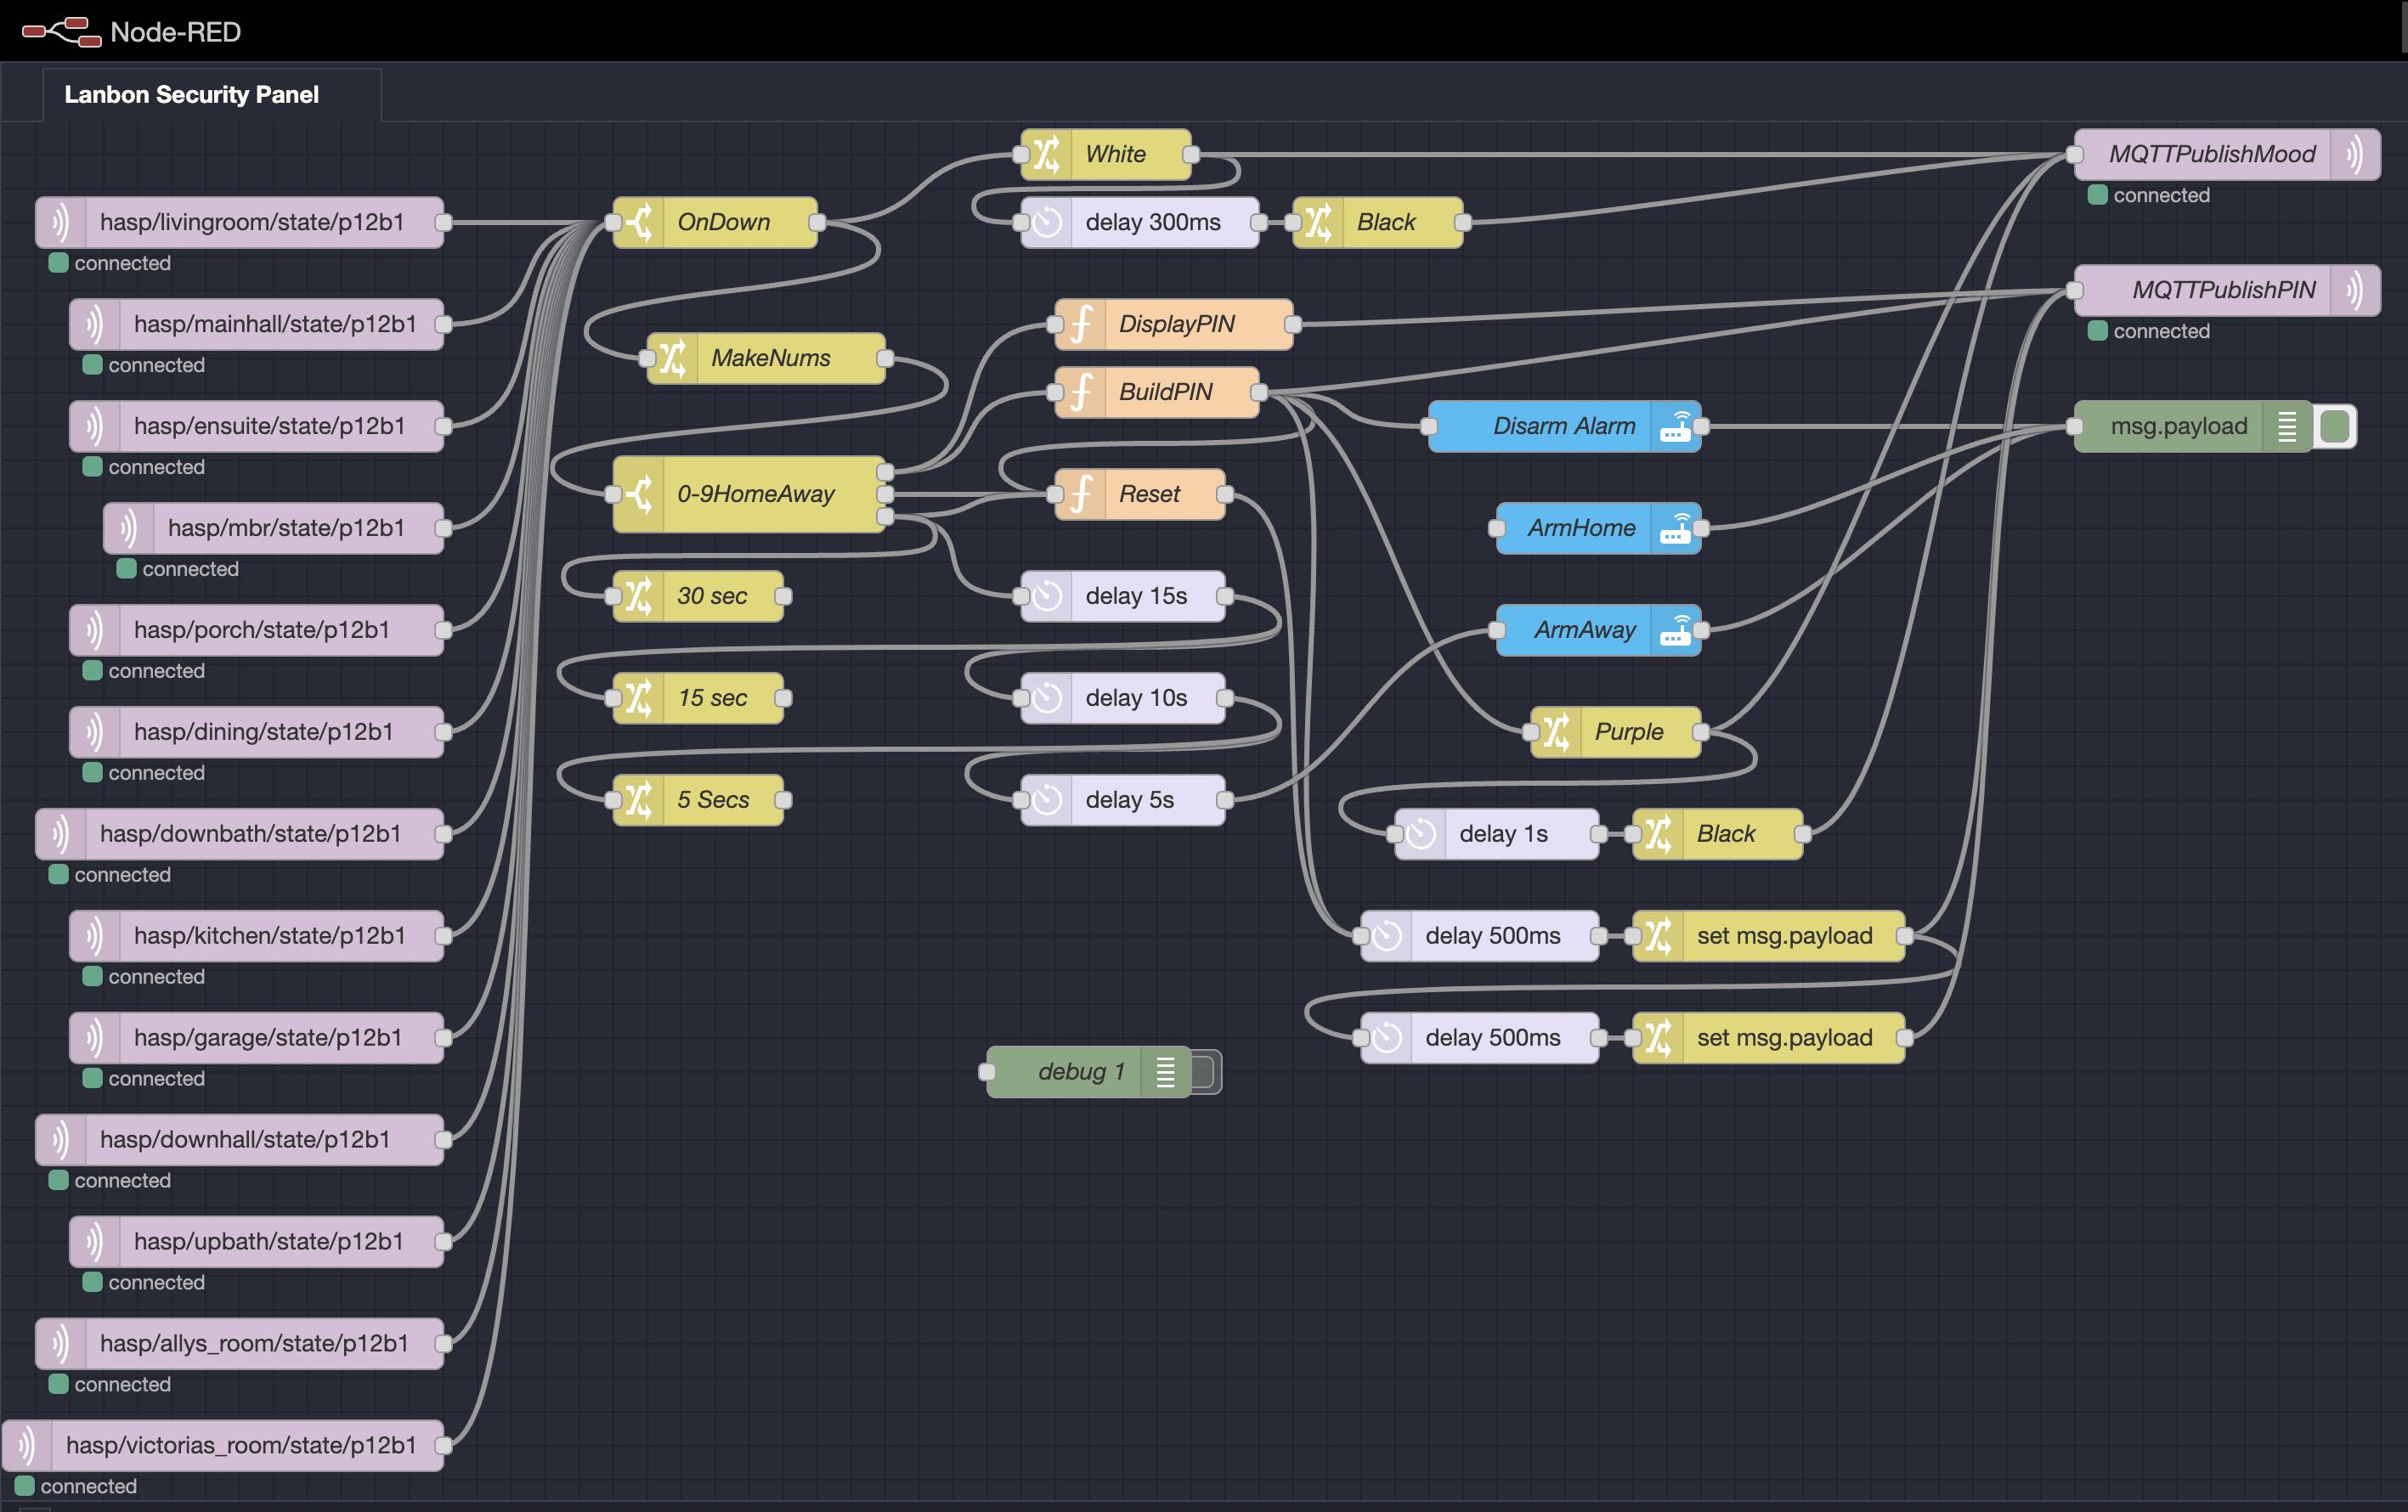 Node-RED
Lanbon Security Panel
hasp/livingroom/state/p12b1
connected
hasp/mainhall/state/p12b1
connected
hasp/ensuite/state/p12b1
connected
hasp/mbr/state/p12b1
connected
hasp/porch/state/p12b1
connected
hasp/dining/state/p12b1
connected
hasp/downbath/state/p12b1
connected
hasp/kitchen/state/p12b1
connected
hasp/garage/state/p12b1
connected
hasp/downhall/state/p12b1
connected
hasp/upbath/state/p12b1
connected
hasp/allys_room/state/p12b1
connected
hasp/victorias_room/state/p12b1
connected
OnDown
MakeNums
0-9HomeAway
30 sec
15 sec
5 Secs
White
delay 300ms
Black
DisplayPIN
BuildPIN
Reset
delay 15s
delay 10s
delay 5s
debug 1
Disarm Alarm
ArmHome
ArmAway
Purple
delay 1s
Black
delay 500ms
set msg.payload
delay 500ms
set msg.payload
MQTTPublishMood
connected
MQTTPublishPIN
connected
msg.payload